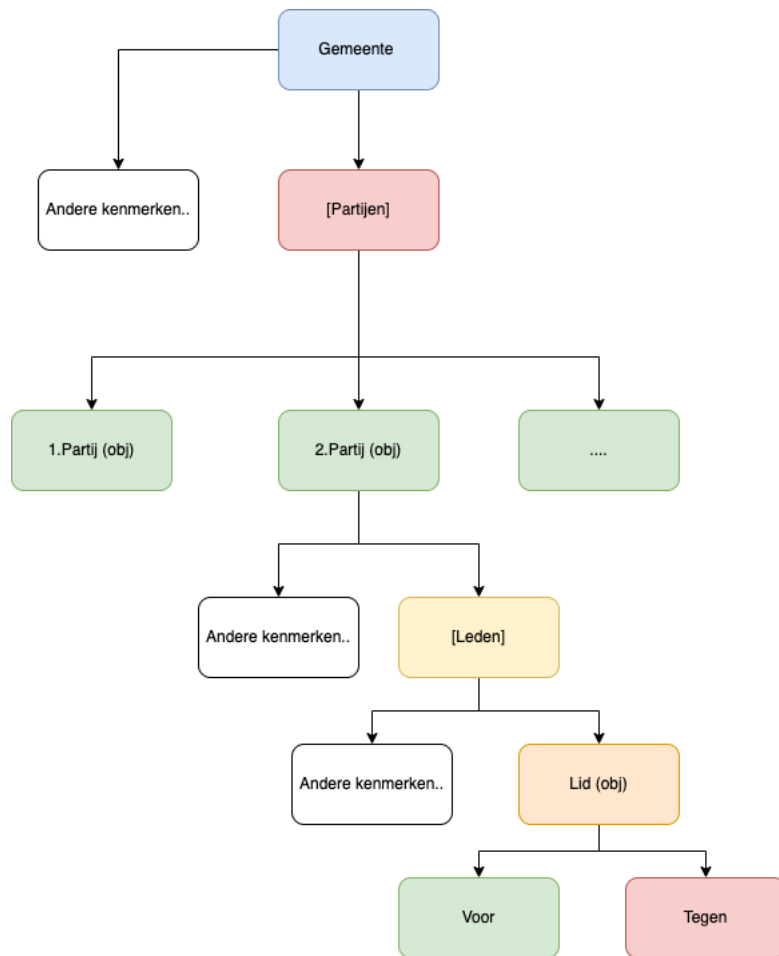 Gemeente
Andere kenmerken..
[Partijen]
1.Partij (obj)
2.Partij (obj)
....
Andere kenmerken..
[Leden]
Andere kenmerken..
Lid (obj)
Voor
Tegen